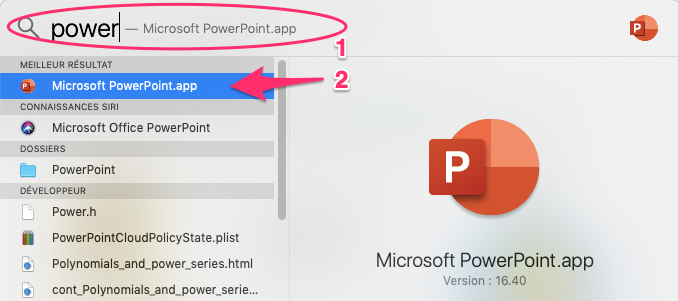 power — Microsoft PowerPoint.app
1
MEILLEUR RÉSULTAT
Microsoft PowerPoint.app
2
CONNAISSANCES SIRI
Microsoft Office PowerPoint
DOSSIERS
PowerPoint
DÉVELOPPEUR
Power.h
PowerPointCloudPolicyState.plist
Polynomials_and_power_series.html
cont_Polynomials_and_power_serie...
P
Microsoft PowerPoint.app
Version : 16.40